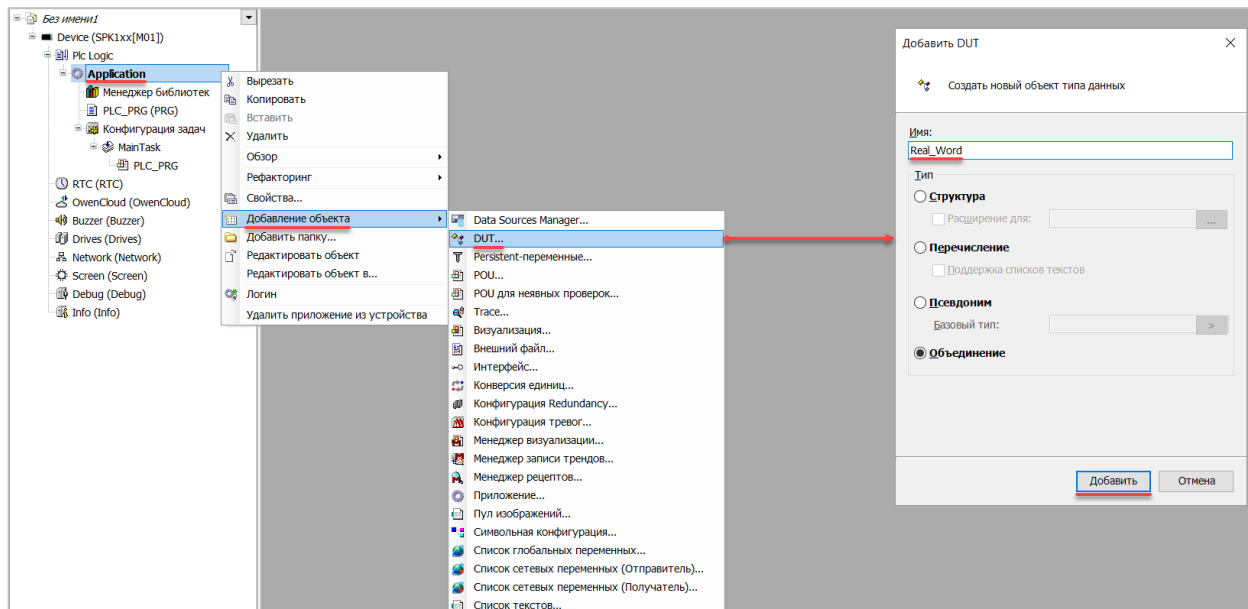 Без имени1
Device (SPK1xx[M01])
Plc Logic
Application
Менеджер библиотек
PLC_PRG (PRG)
Конфигурация задач
MainTask
PLC_PRG
RTC (RTC)
OwenCloud (OwenCloud)
Buzzer (Buzzer)
Drives (Drives)
Network (Network)
Screen (Screen)
Debug (Debug)
Info (Info)
Вырезать
Копировать
Вставить
Удалить
Обзор
Рефакторинг
Свойства...
Добавление объекта
Добавить папку...
Редактировать объект
Редактировать объект в...
Логин
Удалить приложение из устройства
Data Sources Manager...
DUT...
Persistent-переменные...
POU...
POU для неявных проверок...
Trace...
Визуализация...
Внешний файл...
Интерфейс...
Конверсия единиц...
Конфигурация Redundancy...
Конфигурация тревог...
Менеджер визуализации...
Менеджер записи трендов...
Менеджер рецептов...
Приложение...
Пул изображений...
Символьная конфигурация...
Список глобальных переменных...
Список сетевых переменных (Отправитель)...
Список сетевых переменных (Получатель)...
Список текстов...
Добавить DUT
Создать новый объект типа данных
Имя:
Real_Word
Тип
Структура
Расширение для:
...
Перечисление
Поддержка списков текстов
Псевдоним
Базовый тип:
>
Объединение
Добавить
Отмена